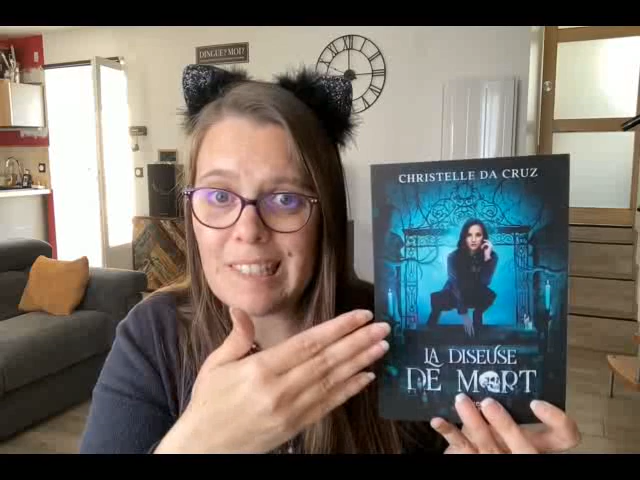 DINGUE? MOI?
CHRISTELLE DA CRUZ
LA DISEUSE
DE MORT